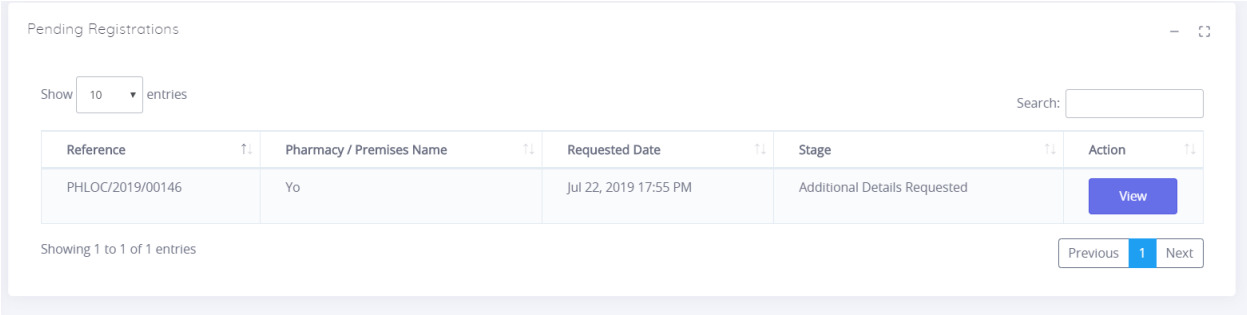 Pending Registrations
Show 10 entries
Search:
Reference Pharmacy / Premises Name Requested Date Stage Action
PHLOC/2019/00146 Yo Jul 22, 2019 17:55 PM Additional Details Requested View
Showing 1 to 1 of 1 entries
Previous 1 Next